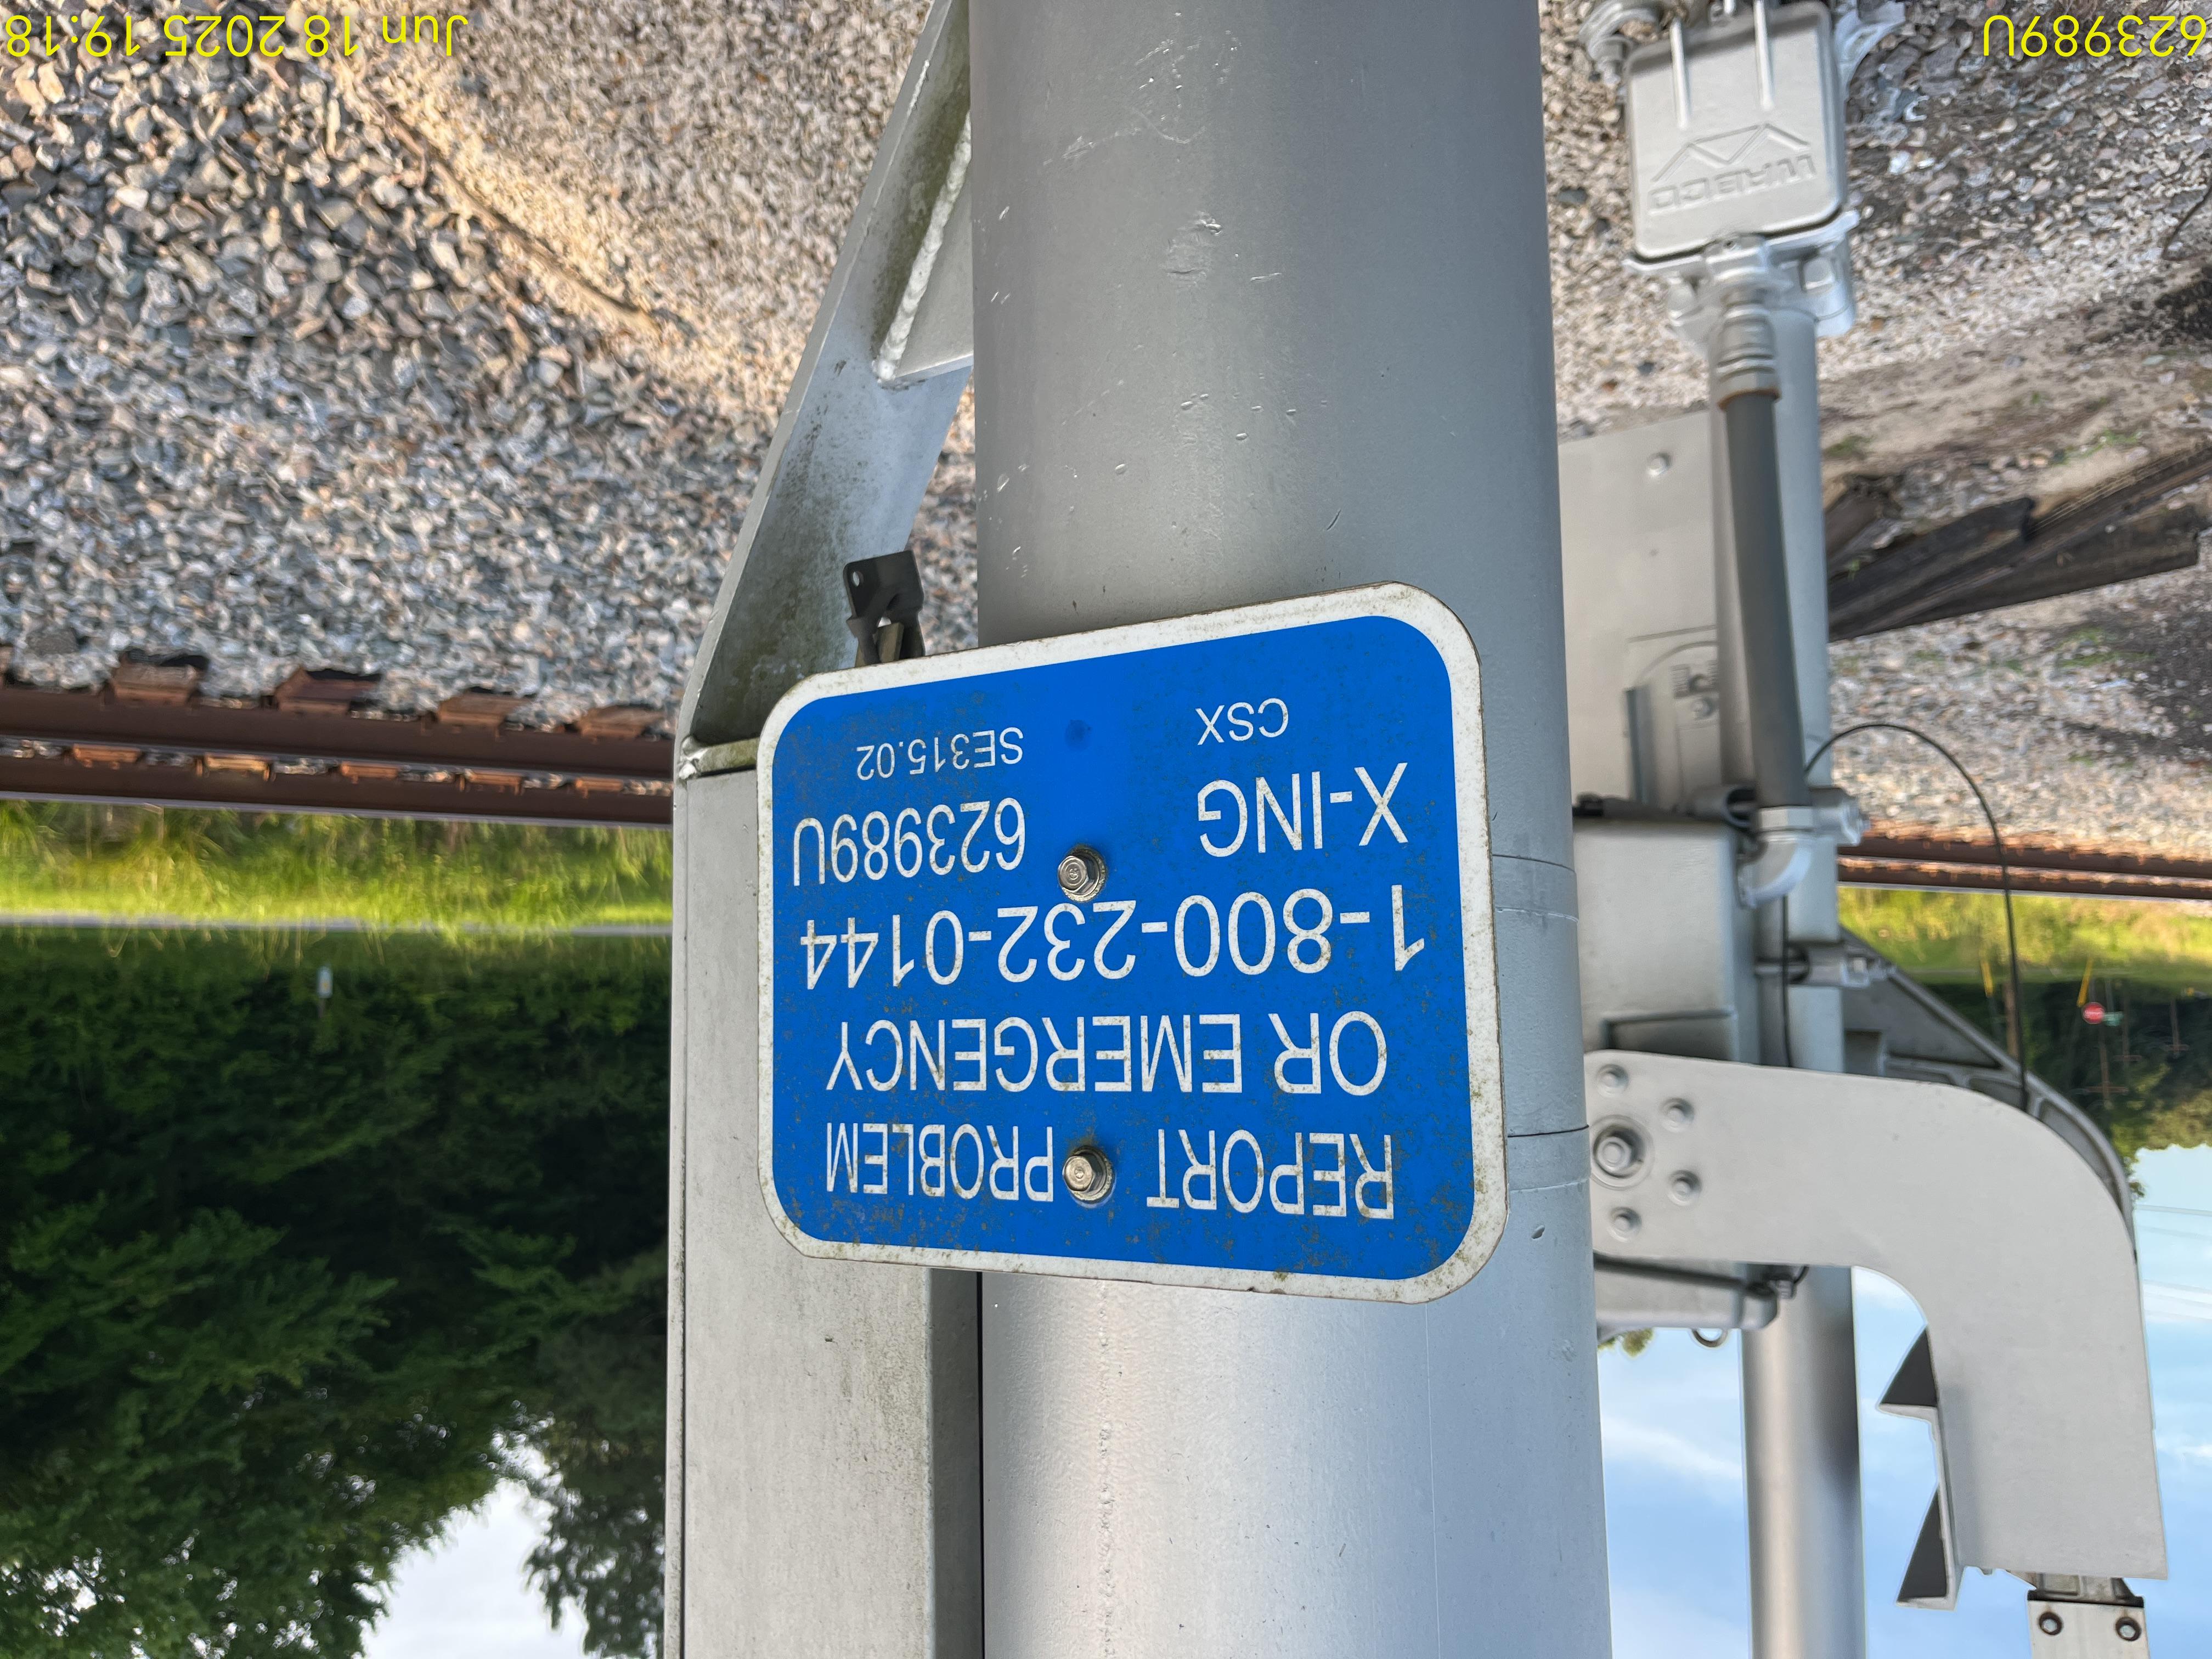 REPORT PROBLEM
OR EMERGENCY
1-800-232-0144
X-ING 623989U
CSX SE315.02
WABCO
623989U
Jun 18 2025 19:18